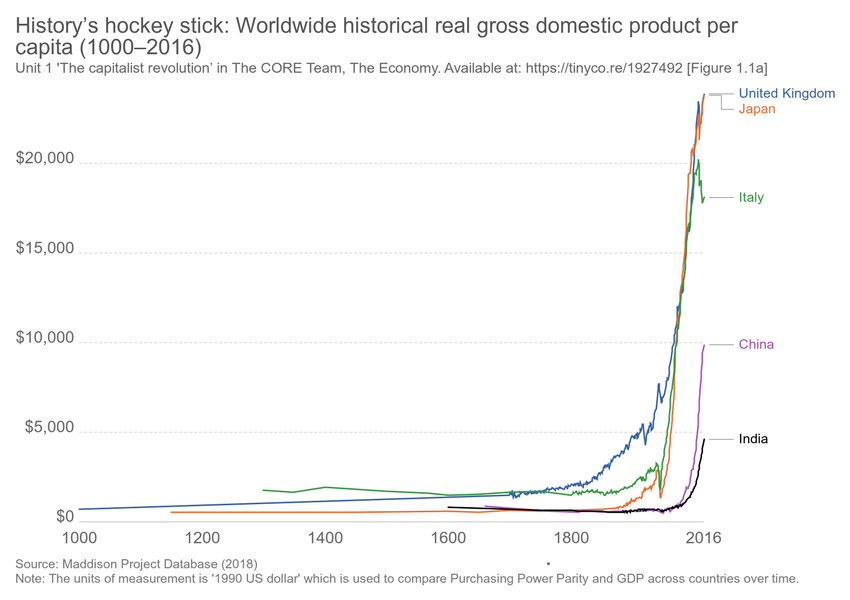 History’s hockey stick: Worldwide historical real gross domestic product per
capita (1000–2016)
Unit 1 'The capitalist revolution’ in The CORE Team, The Economy. Available at: https://tinyco.re/1927492 [Figure 1.1a]
United Kingdom
Japan
$20,000
Italy
$15,000
$10,000
China
$5,000
India
$0
1000 1200 1400 1600 1800 2016
Source: Maddison Project Database (2018)
Note: The units of measurement is '1990 US dollar' which is used to compare Purchasing Power Parity and GDP across countries over time.